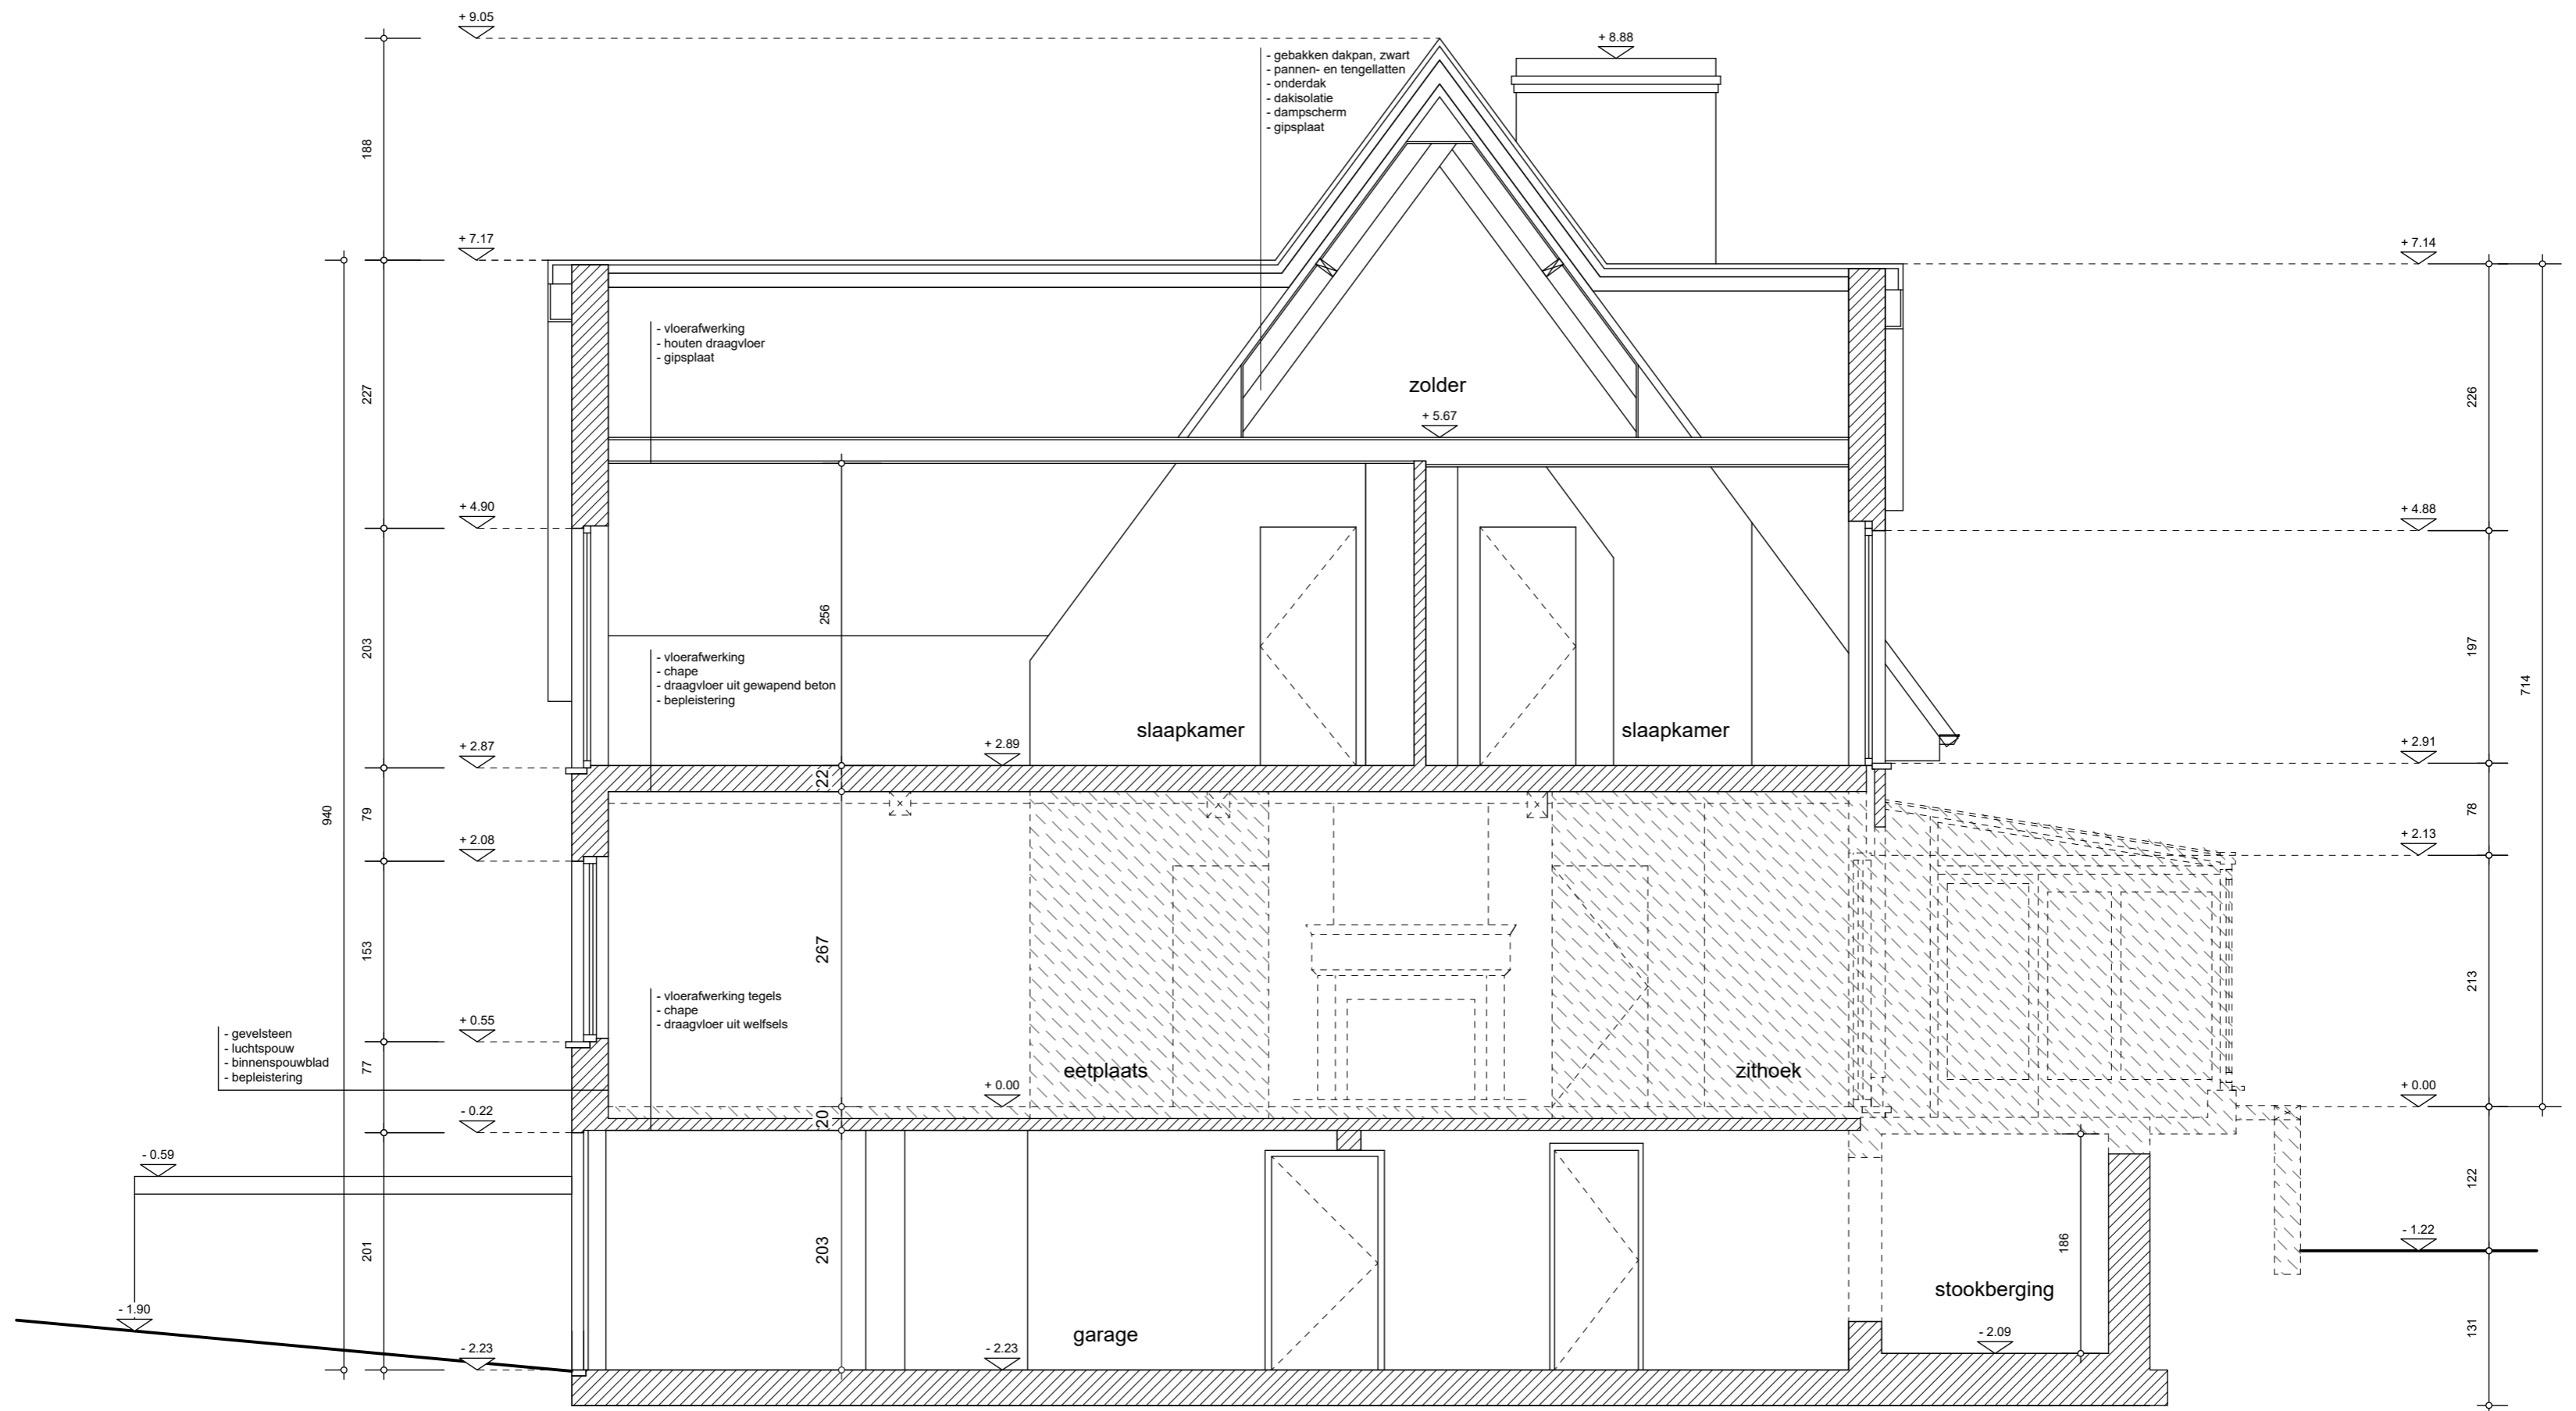 + 9.05
+ 8.88
- gebakken dakpan, zwart
- pannen- en tengellatten
- onderdak
- dakisolatie
- dampscherm
- gipsplaat
188
+ 7.17
+ 7.14
- vloerafwerking
- houten draagvloer
- gipsplaat
227
zolder
226
+ 5.67
+ 4.90
+ 4.88
256
203
197
- vloerafwerking
- chape
- draagvloer uit gewapend beton
- bepleistering
714
slaapkamer
slaapkamer
+ 2.87
+ 2.89
+ 2.91
22
940
79
78
+ 2.08
+ 2.13
153
267
213
- vloerafwerking tegels
- chape
- draagvloer uit welfsels
+ 0.55
- gevelsteen
- luchtspouw
- binnenspouwblad
- bepleistering
77
eetplaats
zithoek
+ 0.00
+ 0.00
- 0.22
20
- 0.59
122
201
203
186
- 1.22
stookberging
- 1.90
garage
131
- 2.23
- 2.23
- 2.09